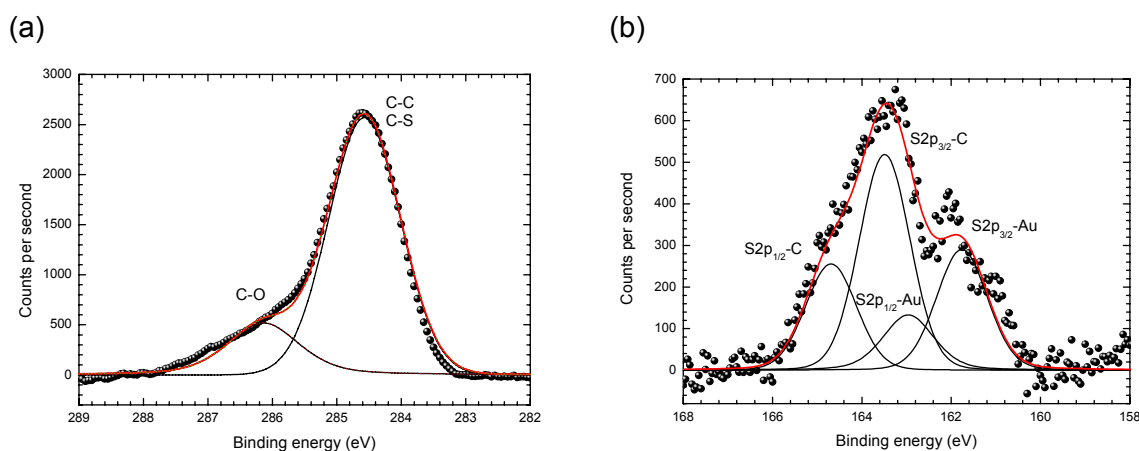 (a)
(b)
3000
2500
2000
1500
1000
500
0
Counts per second
C-C
C-S
C-O
289 288 287 286 285 284 283 282
Binding energy (eV)
700
600
500
400
300
200
100
0
Counts per second
S2p3/2-C
S2p3/2-Au
S2p1/2-C
S2p1/2-Au
168 166 164 162 160 158
Binding energy (eV)